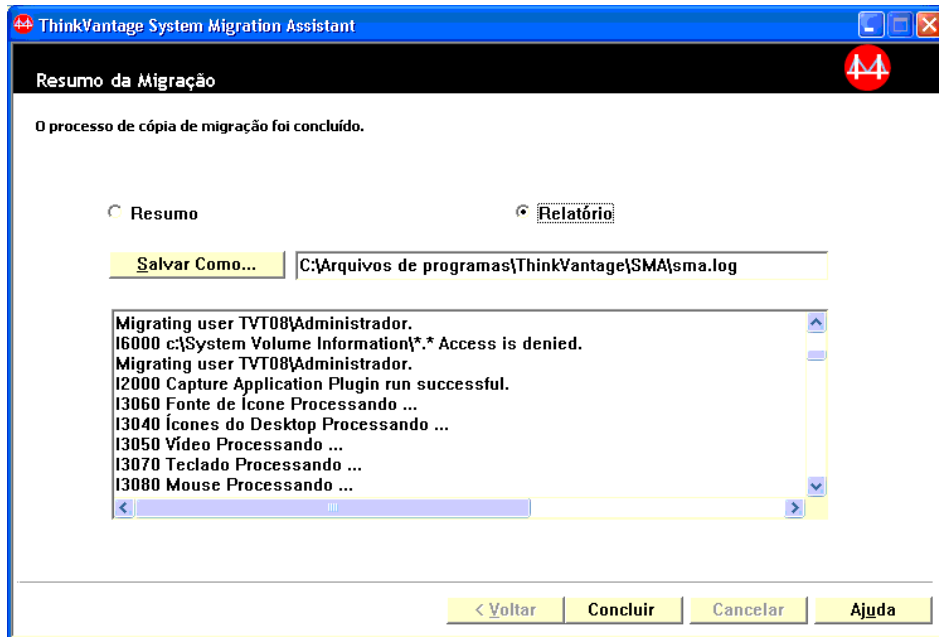 ThinkVantage System Migration Assistant
Resumo da Migração
O processo de cópia de migração foi concluído.
Resumo
Relatório
Salvar Como...
C:\Arquivos de programas\ThinkVantage\SMA\sma.log
Migrating user TVT08\Administrador.
I6000 c:\System Volume Information\*.* Access is denied.
Migrating user TVT08\Administrador.
I2000 Capture Application Plugin run successful.
I3060 Fonte de Ícone Processando ...
I3040 Ícones do Desktop Processando ...
I3050 Vídeo Processando ...
I3070 Teclado Processando ...
I3080 Mouse Processando ...
< Voltar
Concluir
Cancelar
Ajuda